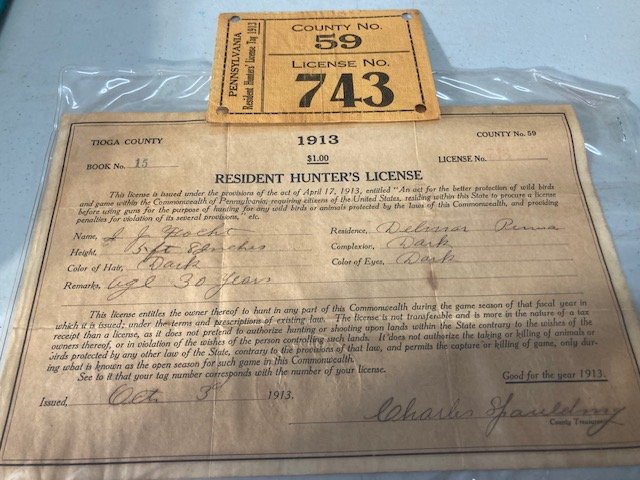 PENNSYLVANIA
Resident Hunters' License Tag 1913
COUNTY NO.
59
LICENSE NO.
743
TIOGA COUNTY
1913
COUNTY No. 59
BOOK No. 15
$1.00
LICENSE No.
RESIDENT HUNTER'S LICENSE
This license is issued under the provisions of the act of April 17, 1913, entitled "An act for the better protection of wild birds
and game within the Commonwealth of Pennsylvania, requiring citizens of the United States, residing within this State to procure a license
before using guns for the purpose of hunting for any wild birds or animals protected by the laws of this Commonwealth, and providing
penalties for violation of its several provisions," etc.
Name, J. Residence, Delmar Penna
Height, 5 ft 8 inches Complexion, Dark
Color of Hair, Dark Color of Eyes, Dark
Remarks, age 30 Years
This license entitles the owner thereof to hunt in any part of this Commonwealth during the game season of that fiscal year in
which it is issued; under the terms and prescriptions of existing law. The license is not transferable and is more in the nature of a tax
receipt than a license, as it does not pretend to authorize hunting or shooting upon lands within the State contrary to the wishes of the
owners thereof, or in violation of the wishes of the person controlling such lands. It does not authorize the taking or killing of animals or
birds protected by any other law of the State, contrary to the provisions of that law, and permits the capture or killing of game, only dur-
ing what is known as the open season for such game in this Commonwealth.
See to it that your tag number corresponds with the number of your license.
Good for the year 1913.
Issued, Oct. 3d 1913.
Charles Spaulding
County Treasurer